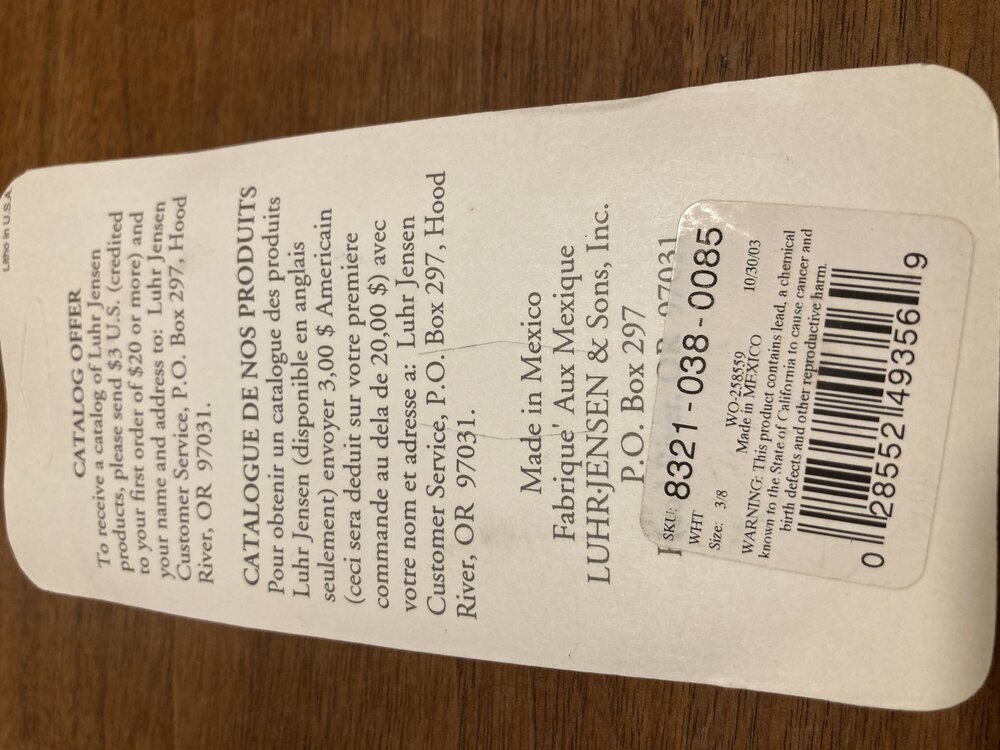 Litho in U.S.A.
CATALOG OFFER
To receive a catalog of Luhr Jensen
products, please send $3 U.S. (credited
to your first order of $20 or more) and
your name and address to: Luhr Jensen
Customer Service, P.O. Box 297, Hood
River, OR 97031.
CATALOGUE DE NOS PRODUITS
Pour obtenir un catalogue des produits
Luhr Jensen (disponible en anglais
seulement) envoyer 3,00 $ Americain
(ceci sera deduit sur votre premiere
commande au dela de 20,00 $) avec
votre nom et adresse a: Luhr Jensen
Customer Service, P.O. Box 297, Hood
River, OR 97031.
Made in Mexico
Fabrique' Aux Mexique
LUHR-JENSEN & Sons, Inc.
P.O. Box 297
OR 97031
SKU: 8321-038-0085
WHT WO-258559
Size: 3/8 Made in MEXICO 10/30/03
WARNING: This product contains lead, a chemical
known to the State of California to cause cancer and
birth defects and other reproductive harm.
0 28552 49356 9